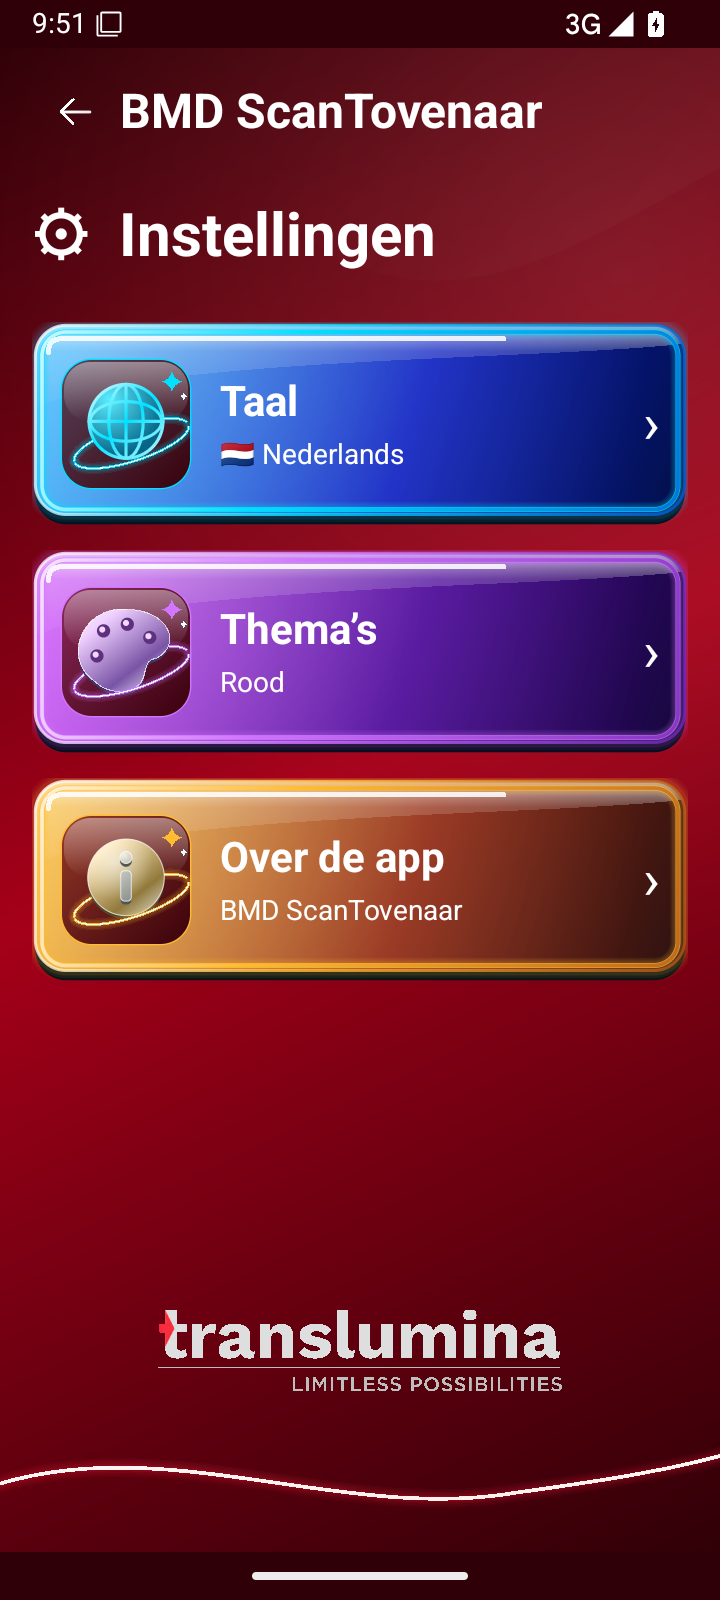 9:51
3G
BMD ScanTovenaar
Instellingen
Taal
🇳🇱 Nederlands
Thema’s
Rood
Over de app
BMD ScanTovenaar
translumina
LIMITLESS POSSIBILITIES